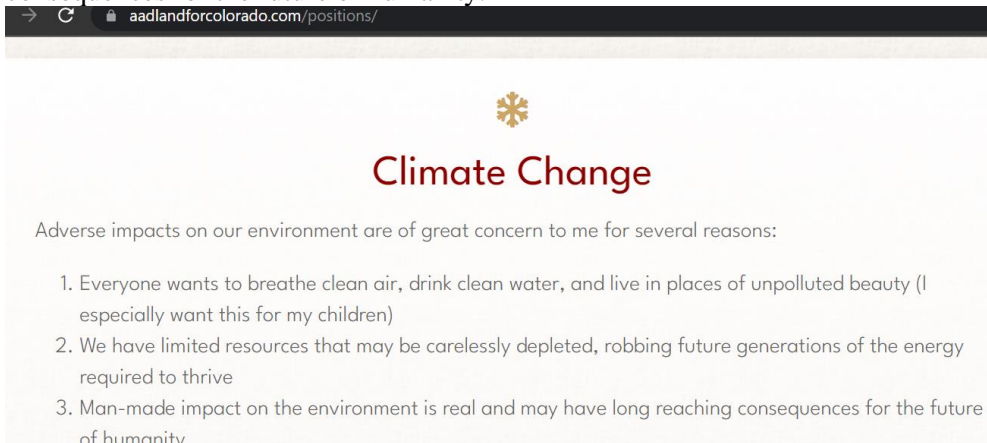 aadlandforcolorado.com/positions/
Climate Change
Adverse impacts on our environment are of great concern to me for several reasons:
1. Everyone wants to breathe clean air, drink clean water, and live in places of unpolluted beauty (I
especially want this for my children)
2. We have limited resources that may be carelessly depleted, robbing future generations of the energy
required to thrive
3. Man-made impact on the environment is real and may have long reaching consequences for the future
of humanity